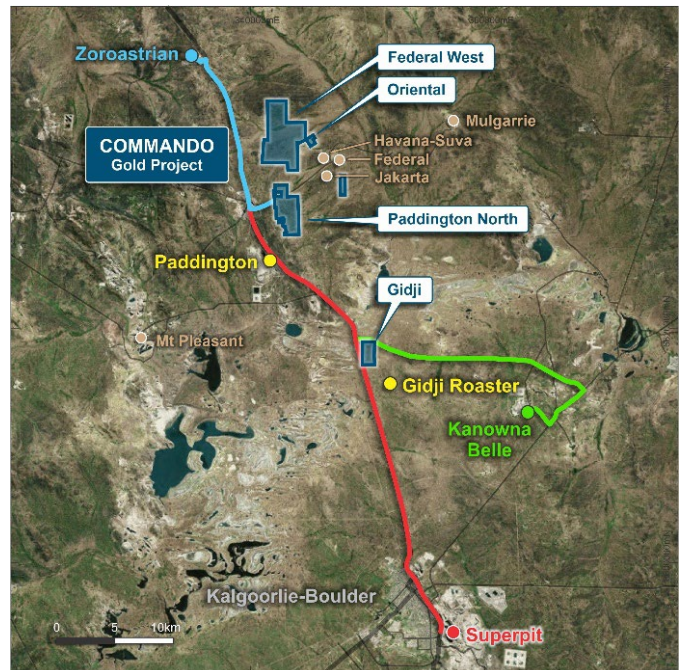 Zoroastrian
Federal West
Oriental
Mulgarrie
COMMANDO
Gold Project
Havana-Suva
Federal
Jakarta
Paddington North
Paddington
Gidji
Mt Pleasant
Gidji Roaster
Kanowna
Belle
Kalgoorlie-Boulder
0 5 10km
Superpit